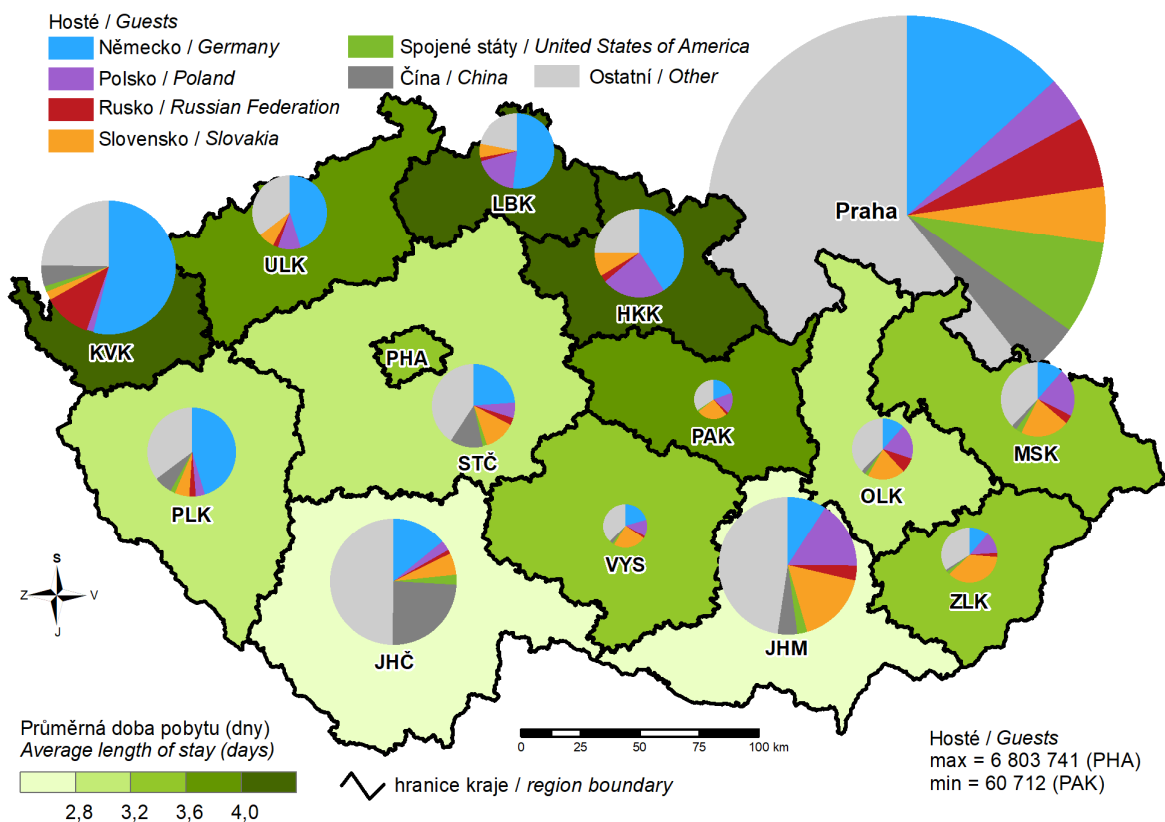 Hosté / Guests
Německo / Germany
Polsko / Poland
Rusko / Russian Federation
Slovensko / Slovakia
Spojené státy / United States of America
Čína / China
Ostatní / Other
Praha
LBK
ULK
HKK
KVK
PHA
PAK
STČ
MSK
OLK
PLK
VYS
ZLK
JHČ
JHM
S
Z
V
J
Průměrná doba pobytu (dny)
Average length of stay (days)
2,8 3,2 3,6 4,0
0 25 50 75 100 km
hranice kraje / region boundary
Hosté / Guests
max = 6 803 741 (PHA)
min = 60 712 (PAK)